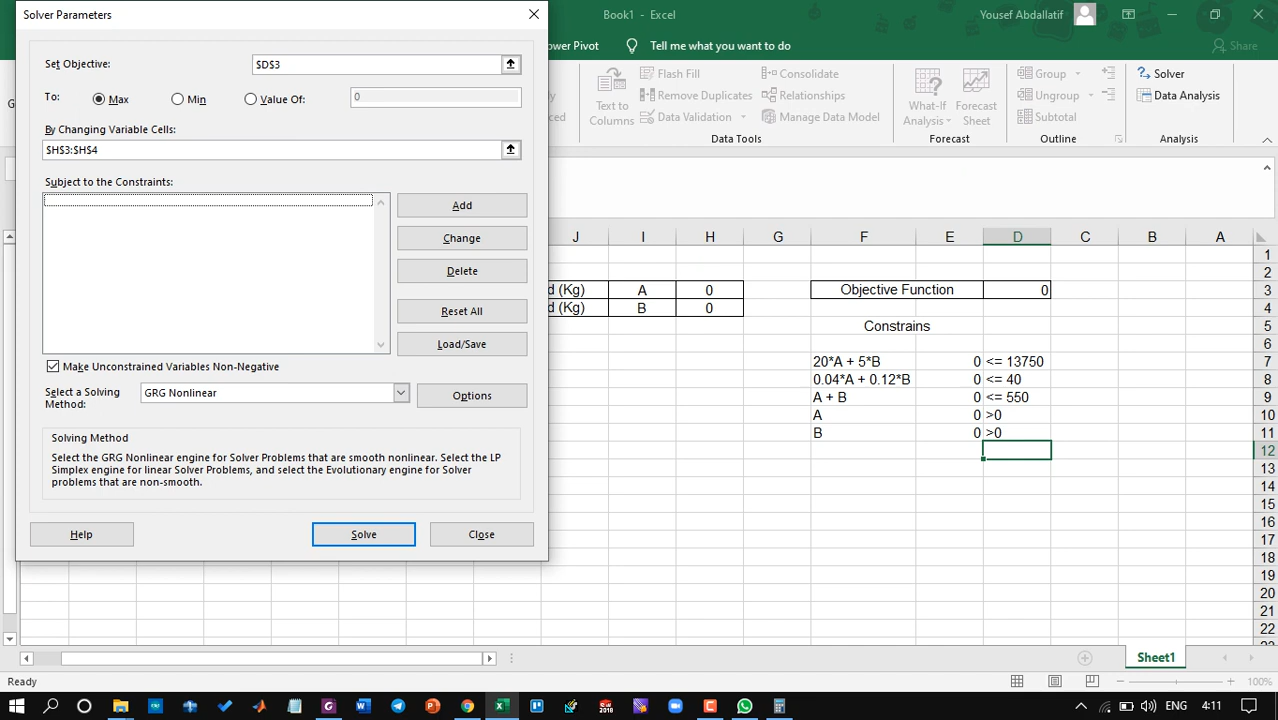 Solver Parameters
Book1 - Excel
Yousef Abdallatif
ower Pivot
Tell me what you want to do
Share
Set Objective:
$D$3
To:
Max
Min
Value Of:
0
By Changing Variable Cells:
$H$3:$H$4
Subject to the Constraints:
Add
Change
Delete
Reset All
Load/Save
Make Unconstrained Variables Non-Negative
Select a Solving
Method:
GRG Nonlinear
Options
Solving Method
Select the GRG Nonlinear engine for Solver Problems that are smooth nonlinear. Select the LP
Simplex engine for linear Solver Problems, and select the Evolutionary engine for Solver
problems that are non-smooth.
Help
Solve
Close
Text to
Columns
Flash Fill
Remove Duplicates
Data Validation
Consolidate
Relationships
Manage Data Model
Data Tools
What-If
Analysis
Forecast
Sheet
Forecast
Group
Ungroup
Subtotal
Outline
Solver
Data Analysis
Analysis
J I H G F E D C B A
1
2
d (Kg) A 0 Objective Function 0 3
d (Kg) B 0 4
Constrains 5
6
20*A + 5*B 0 <= 13750 7
0.04*A + 0.12*B 0 <= 40 8
A + B 0 <= 550 9
A 0 >0 10
B 0 >0 11
12
13
14
15
16
17
18
19
20
21
22
Sheet1
Ready
100%
ENG
4:11